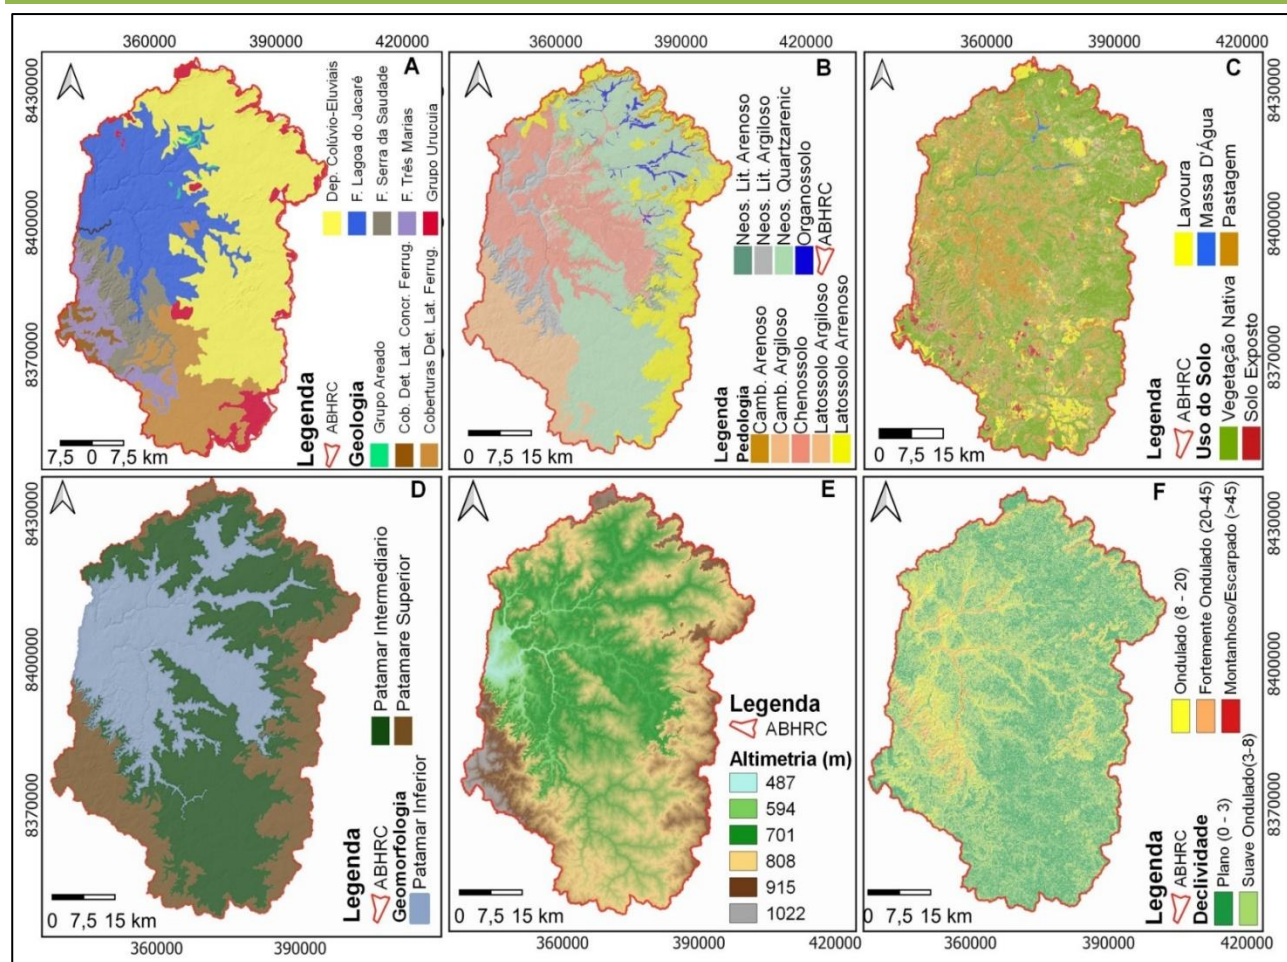 360000 390000 420000
360000 390000 420000
360000 390000 420000
8430000
8400000
8370000
A
Dep. Colúvio-Eluviais
F. Lagoa do Jacaré
F. Serra da Saudade
F. Três Marias
Grupo Urucuia
Legenda
ABHRC
Geologia
Grupo Areado
Cob. Det. Lat. Concr. Ferrug.
Coberturas Det. Lat. Ferrug.
7,5 0 7,5 km
B
Neos. Lit. Arenoso
Neos. Lit. Argiloso
Neos. Quartzarenic
Organossolo
ABHRC
Legenda
Pedologia
Camb. Arenoso
Camb. Argiloso
Chenossolo
Latossolo Argiloso
Latossolo Arrenoso
0 7,5 15 km
C
Lavoura
Massa D'Água
Pastagem
Legenda
ABHRC
Uso do Solo
Vegetação Nativa
Solo Exposto
0 7,5 15 km
8430000
8400000
8370000
8430000
8400000
8370000
D
Patamar Intermediario
Patamare Superior
Legenda
ABHRC
Geomorfologia
Patamar Inferior
0 7,5 15 km
E
Legenda
ABHRC
Altimetria (m)
487
594
701
808
915
1022
0 7,5 15 km
F
Ondulado (8 - 20)
Fortemente Ondulado (20-45)
Montanhoso/Escarpado (>45)
Legenda
ABHRC
Declividade
Plano (0 - 3)
Suave Ondulado(3-8)
0 7,5 15 km
8430000
8400000
8370000
360000 390000
360000 390000 420000
360000 390000 420000